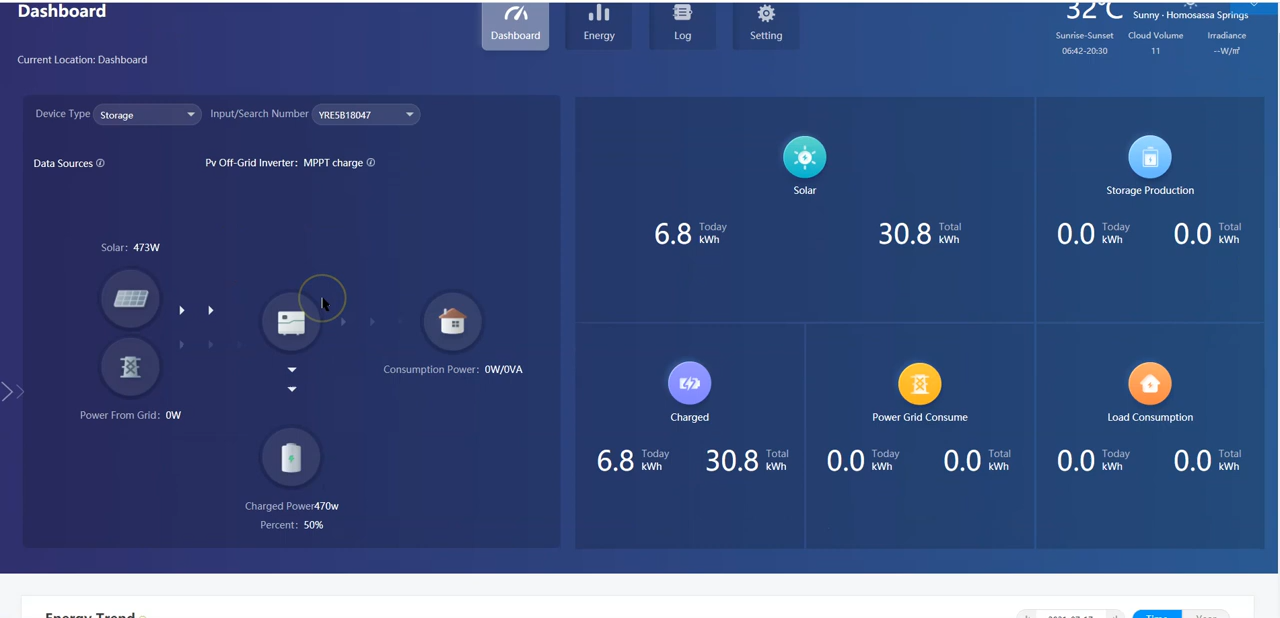 Dashboard
Dashboard
Energy
Log
Setting
32℃
Sunny · Homosassa Springs
Sunrise-Sunset
Cloud Volume
Irradiance
06:42-20:30
11
--W/㎡
Current Location: Dashboard
Device Type
Storage
Input/Search Number
YRE5B18047
Data Sources
Pv Off-Grid Inverter: MPPT charge
Solar: 473W
Power From Grid: 0W
Consumption Power: 0W/0VA
Charged Power470w
Percent: 50%
Solar
6.8 Today kWh
30.8 Total kWh
Storage Production
0.0 Today kWh
0.0 Total kWh
Charged
6.8 Today kWh
30.8 Total kWh
Power Grid Consume
0.0 Today kWh
0.0 Total kWh
Load Consumption
0.0 Today kWh
0.0 Total kWh
Energy Trend
Time